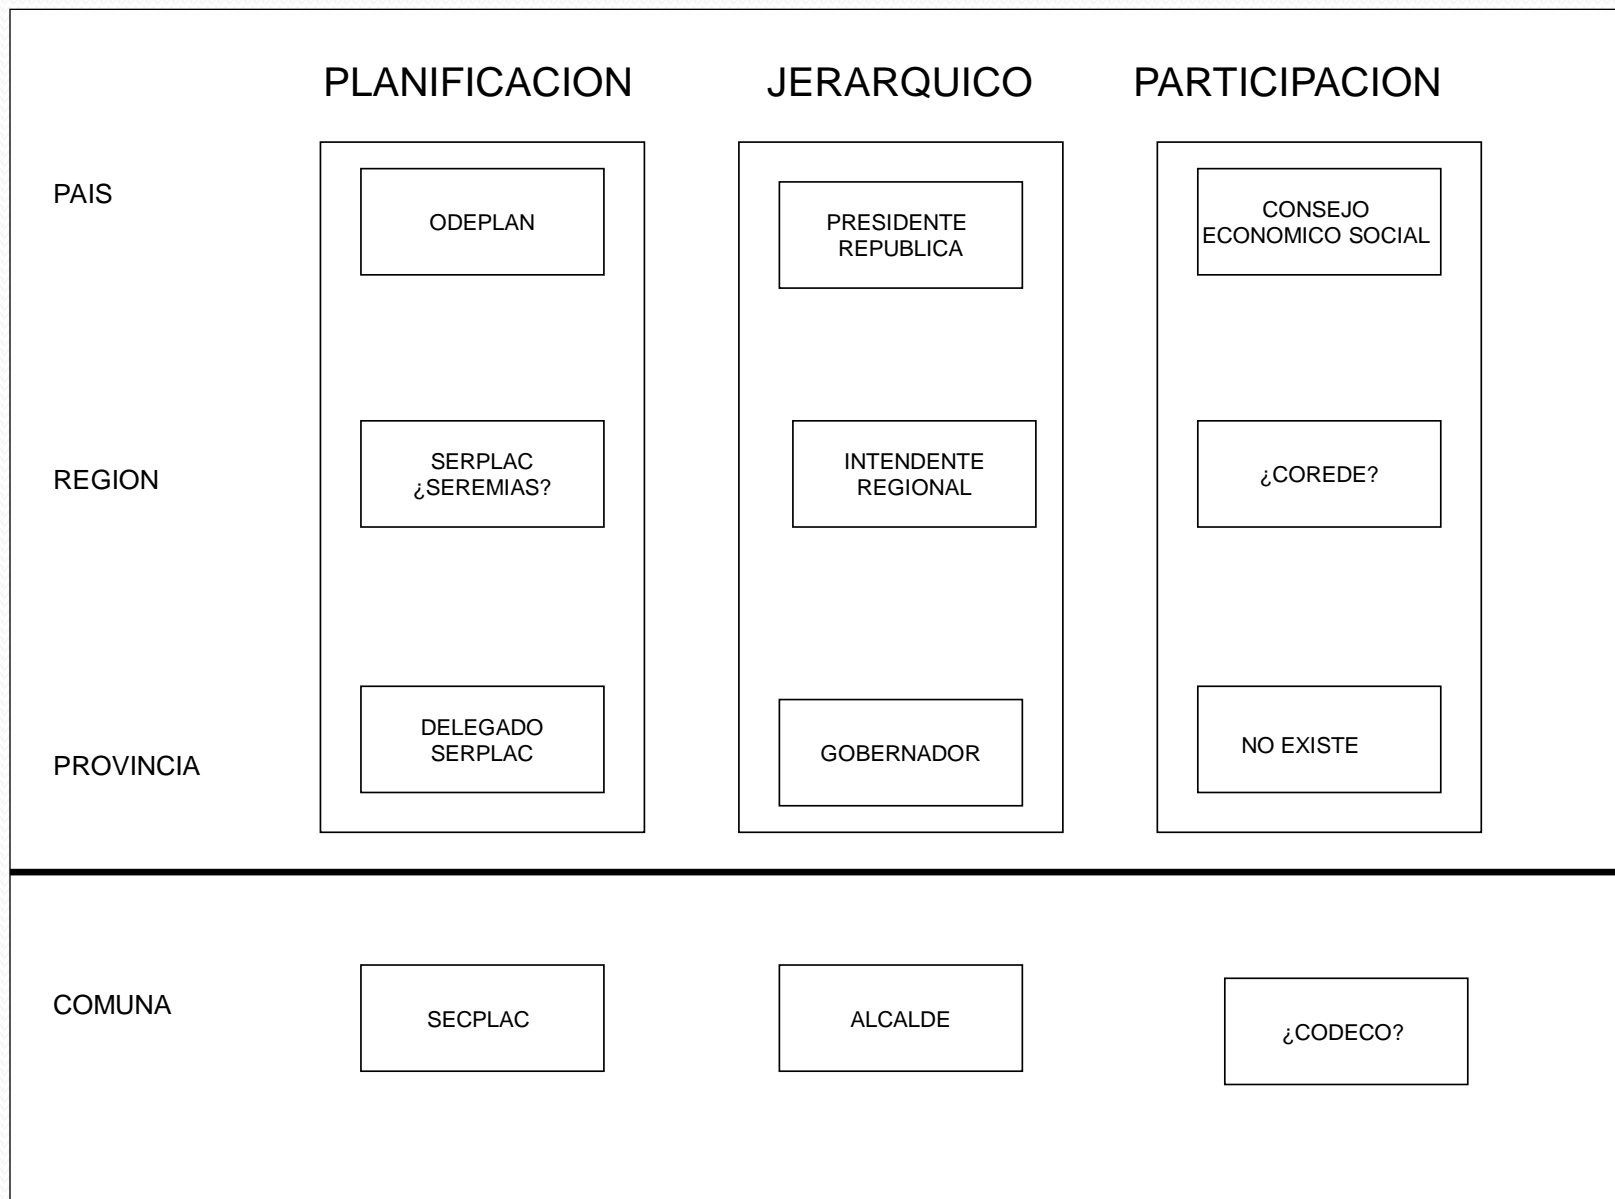 PLANIFICACION JERARQUICO PARTICIPACION
PAIS
ODEPLAN
PRESIDENTE
REPUBLICA
CONSEJO
ECONOMICO SOCIAL
REGION
SERPLAC
¿SEREMIAS?
INTENDENTE
REGIONAL
¿COREDE?
PROVINCIA
DELEGADO
SERPLAC
GOBERNADOR
NO EXISTE
COMUNA
SECPLAC
ALCALDE
¿CODECO?